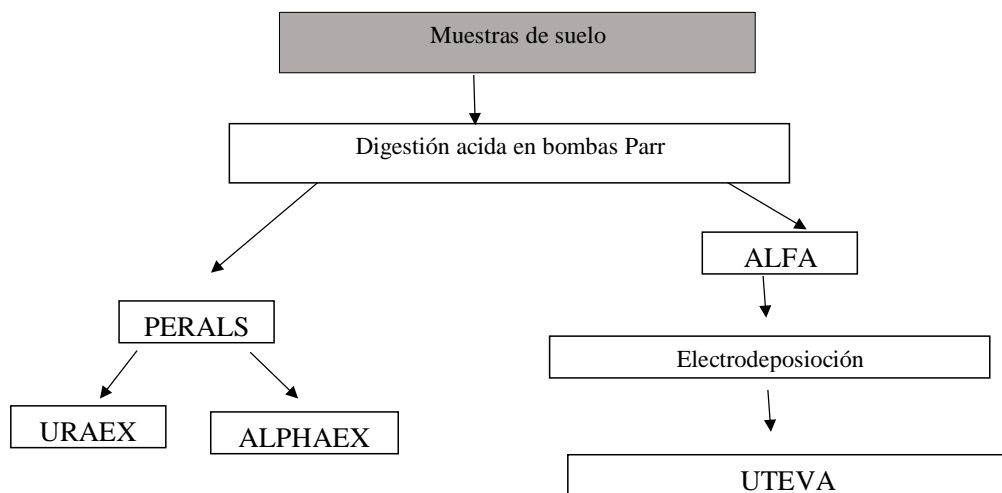 Muestras de suelo
Digestión acida en bombas Parr
ALFA
PERALS
Electrodeposioción
URAEX
ALPHAEX
UTEVA